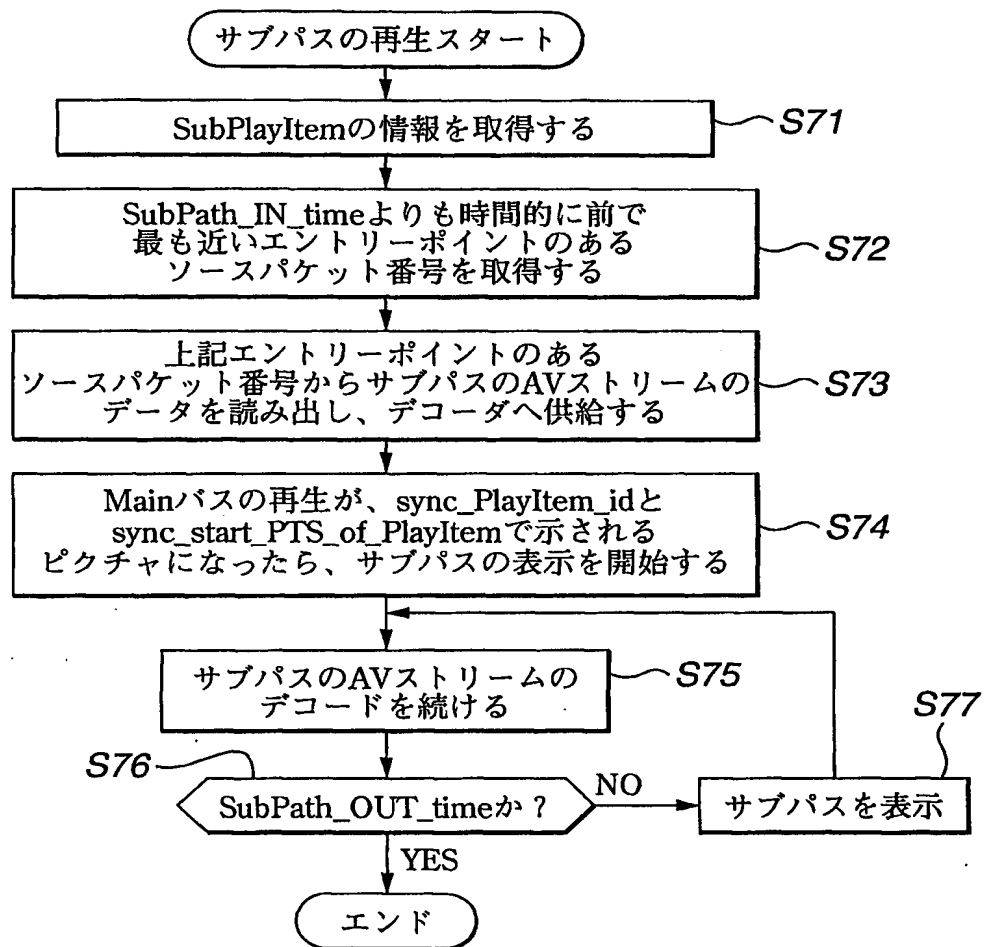 サブパスの再生スタート
SubPlayItemの情報を取得する
S71
SubPath_IN_timeよりも時間的に前で
最も近いエントリーポイントのある
ソースパケット番号を取得する
S72
上記エントリーポイントのある
ソースパケット番号からサブパスのAVストリームの
データを読み出し、デコーダへ供給する
S73
Mainパスの再生が、sync_PlayItem_idと
sync_start_PTS_of_PlayItemで示される
ピクチャになったら、サブパスの表示を開始する
S74
サブパスのAVストリームの
デコードを続ける
S75
S76
SubPath_OUT_timeか？
NO
S77
サブパスを表示
YES
エンド